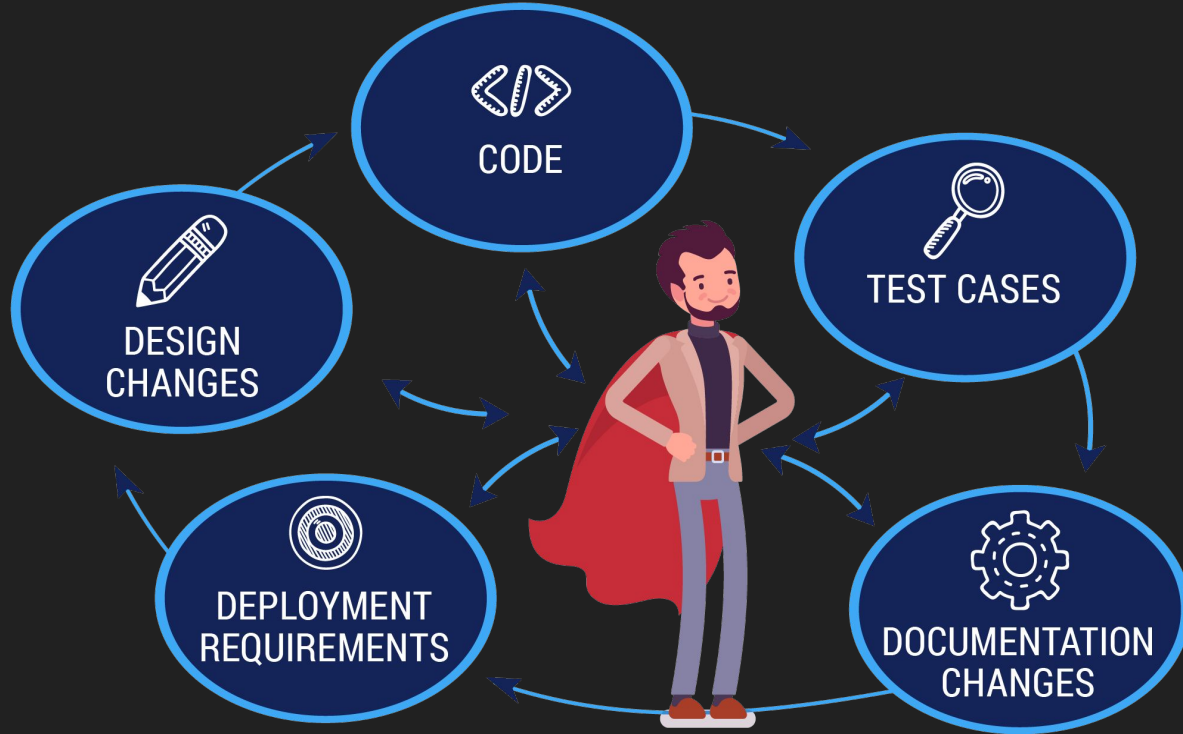 CODE
TEST CASES
DESIGN
CHANGES
DEPLOYMENT
REQUIREMENTS
DOCUMENTATION
CHANGES